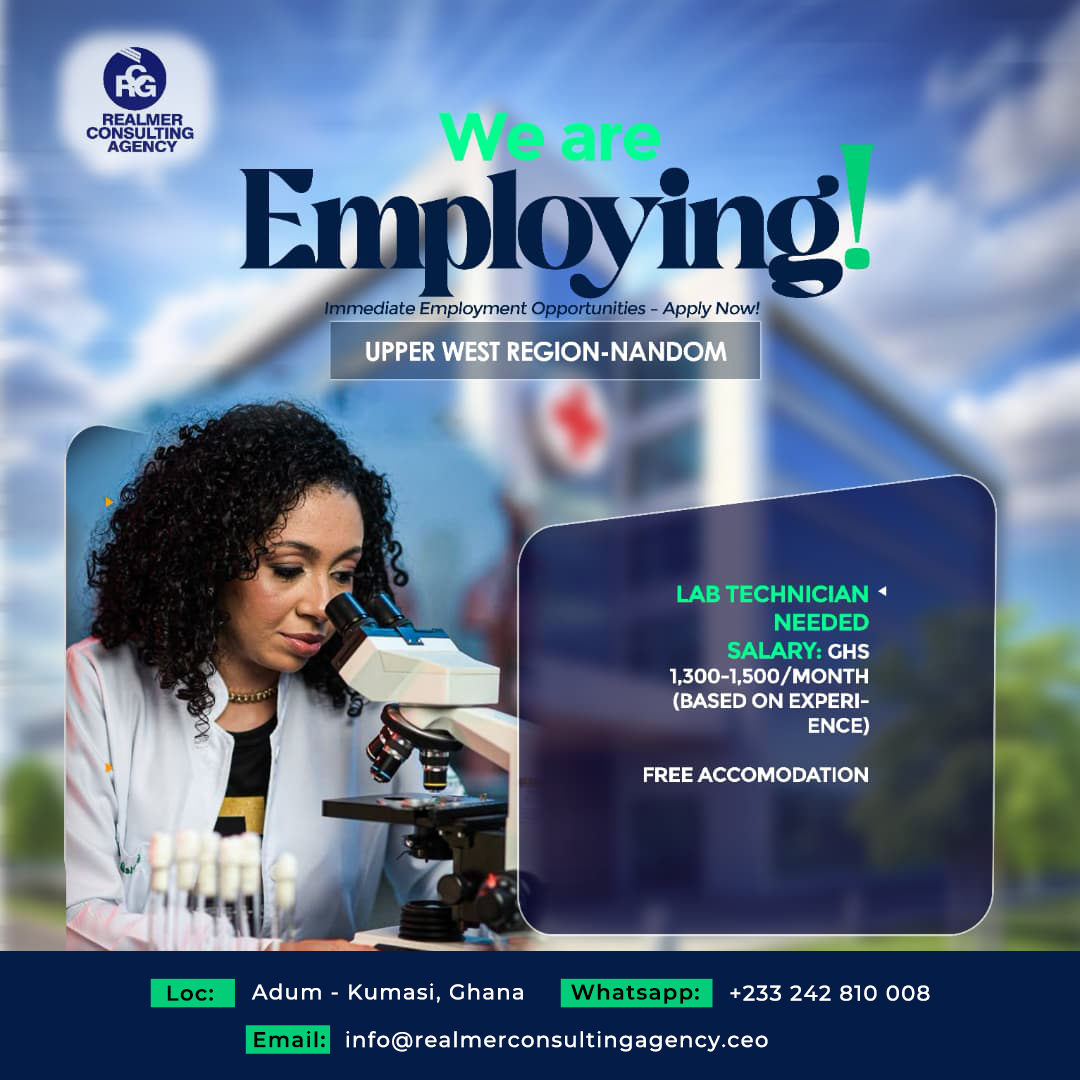 RCG
REALMER
CONSULTING
AGENCY
We are
Employing!
Immediate Employment Opportunities – Apply Now!
UPPER WEST REGION-NANDOM
LAB TECHNICIAN
NEEDED
SALARY: GHS
1,300-1,500/MONTH
(BASED ON EXPERI-
ENCE)
FREE ACCOMODATION
Loc: Adum - Kumasi, Ghana Whatsapp: +233 242 810 008
Email: info@realmerconsultingagency.ceo